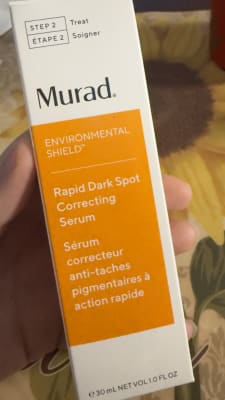 STEP 2 Treat
ÉTAPE 2 Soigner
Murad.
ENVIRONMENTAL
SHIELD™
Rapid Dark Spot
Correcting
Serum
Sérum
correcteur
anti-taches
pigmentaires à
action rapide
℮ 30 mL NET VOL 1.0 FL OZ